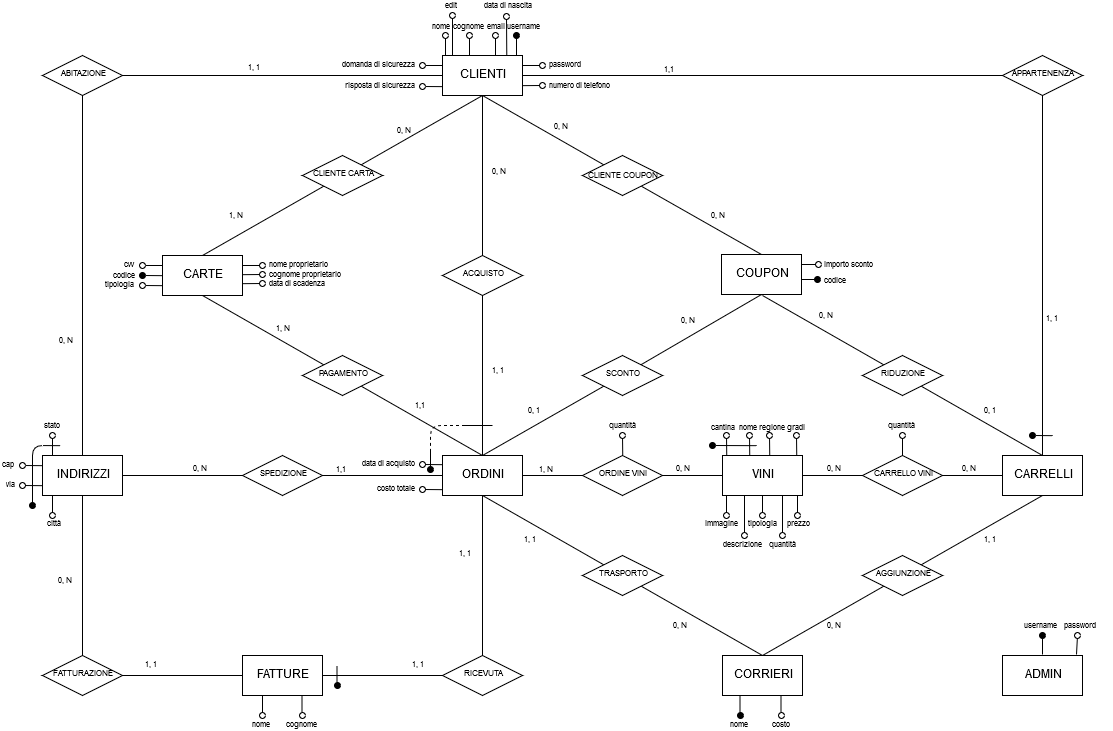 edit
data di nascita
nome
cognome
email
username
ABITAZIONE
1, 1
domanda di sicurezza
CLIENTI
password
1,1
APPARTENENZA
risposta di sicurezza
numero di telefono
0, N
0, N
CLIENTE CARTA
0, N
CLIENTE COUPON
1, N
0, N
cvv
nome proprietario
codice
CARTE
cognome proprietario
tipologia
data di scadenza
ACQUISTO
COUPON
importo sconto
codice
1, N
0, N
0, N
1, 1
0, N
PAGAMENTO
1, 1
SCONTO
RIDUZIONE
1,1
0, 1
0, 1
stato
quantità
cantina
nome
regione
gradi
quantità
cap
INDIRIZZI
via
0, N
SPEDIZIONE
1,1
data di acquisto
ORDINI
costo totale
1, N
ORDINE VINI
0, N
VINI
0, N
CARRELLO VINI
0, N
CARRELLI
città
immagine
tipologia
prezzo
descrizione
quantità
0, N
1, 1
1, 1
TRASPORTO
AGGIUNZIONE
1, 1
0, N
0, N
username
password
FATTURAZIONE
1, 1
FATTURE
1, 1
RICEVUTA
CORRIERI
ADMIN
nome
cognome
nome
costo